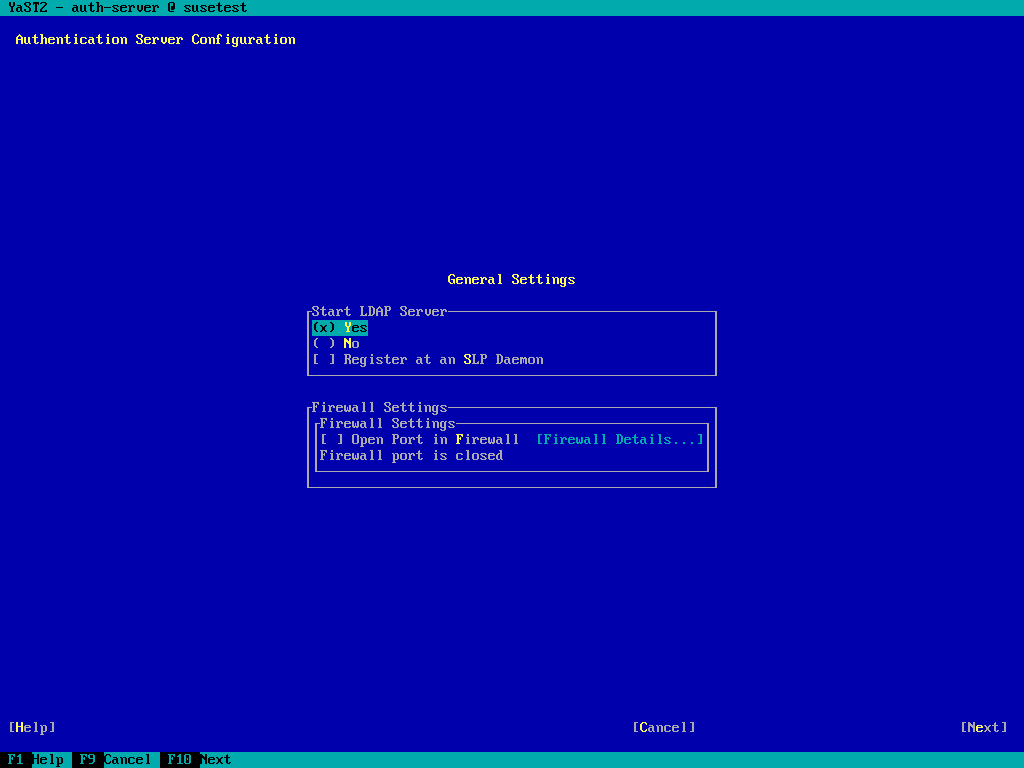 YaST2 - auth-server @ susetest
Authentication Server Configuration
General Settings
Start LDAP Server
(x) Yes
( ) No
[ ] Register at an SLP Daemon
Firewall Settings
Firewall Settings
[ ] Open Port in Firewall [Firewall Details...]
Firewall port is closed
[Help] [Cancel] [Next]
F1 Help F9 Cancel F10 Next